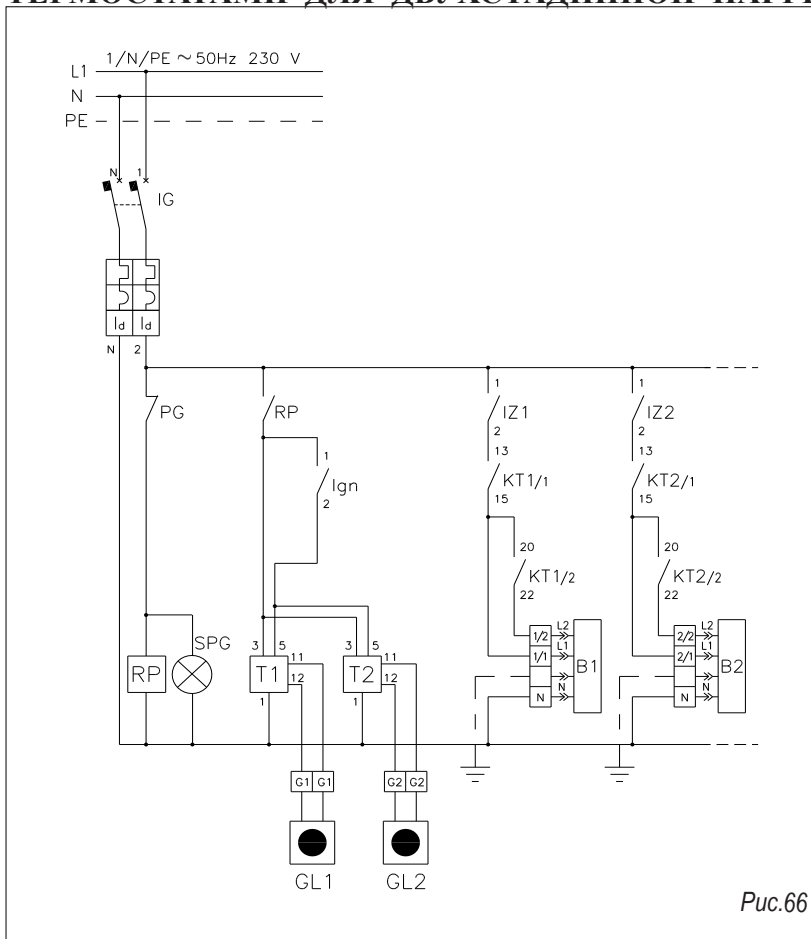 1/N/PE ~ 50Hz 230 V
L1
N
PE
N 1
IG
Id Id
N 2
PG RP IZ1 IZ2
1 1
2 2
Ign
1
2
13 13
KT1/1 KT2/1
15 15
20 20
KT1/2 KT2/2
22 22
SPG
RP
3 5 11
T1
12
1
3 5 11
T2
12
1
1/2 L2
1/1 L1
B1
N N
2/2 L2
2/1 L1
B2
N N
G1 G1 G2 G2
GL1 GL2
Рис.66